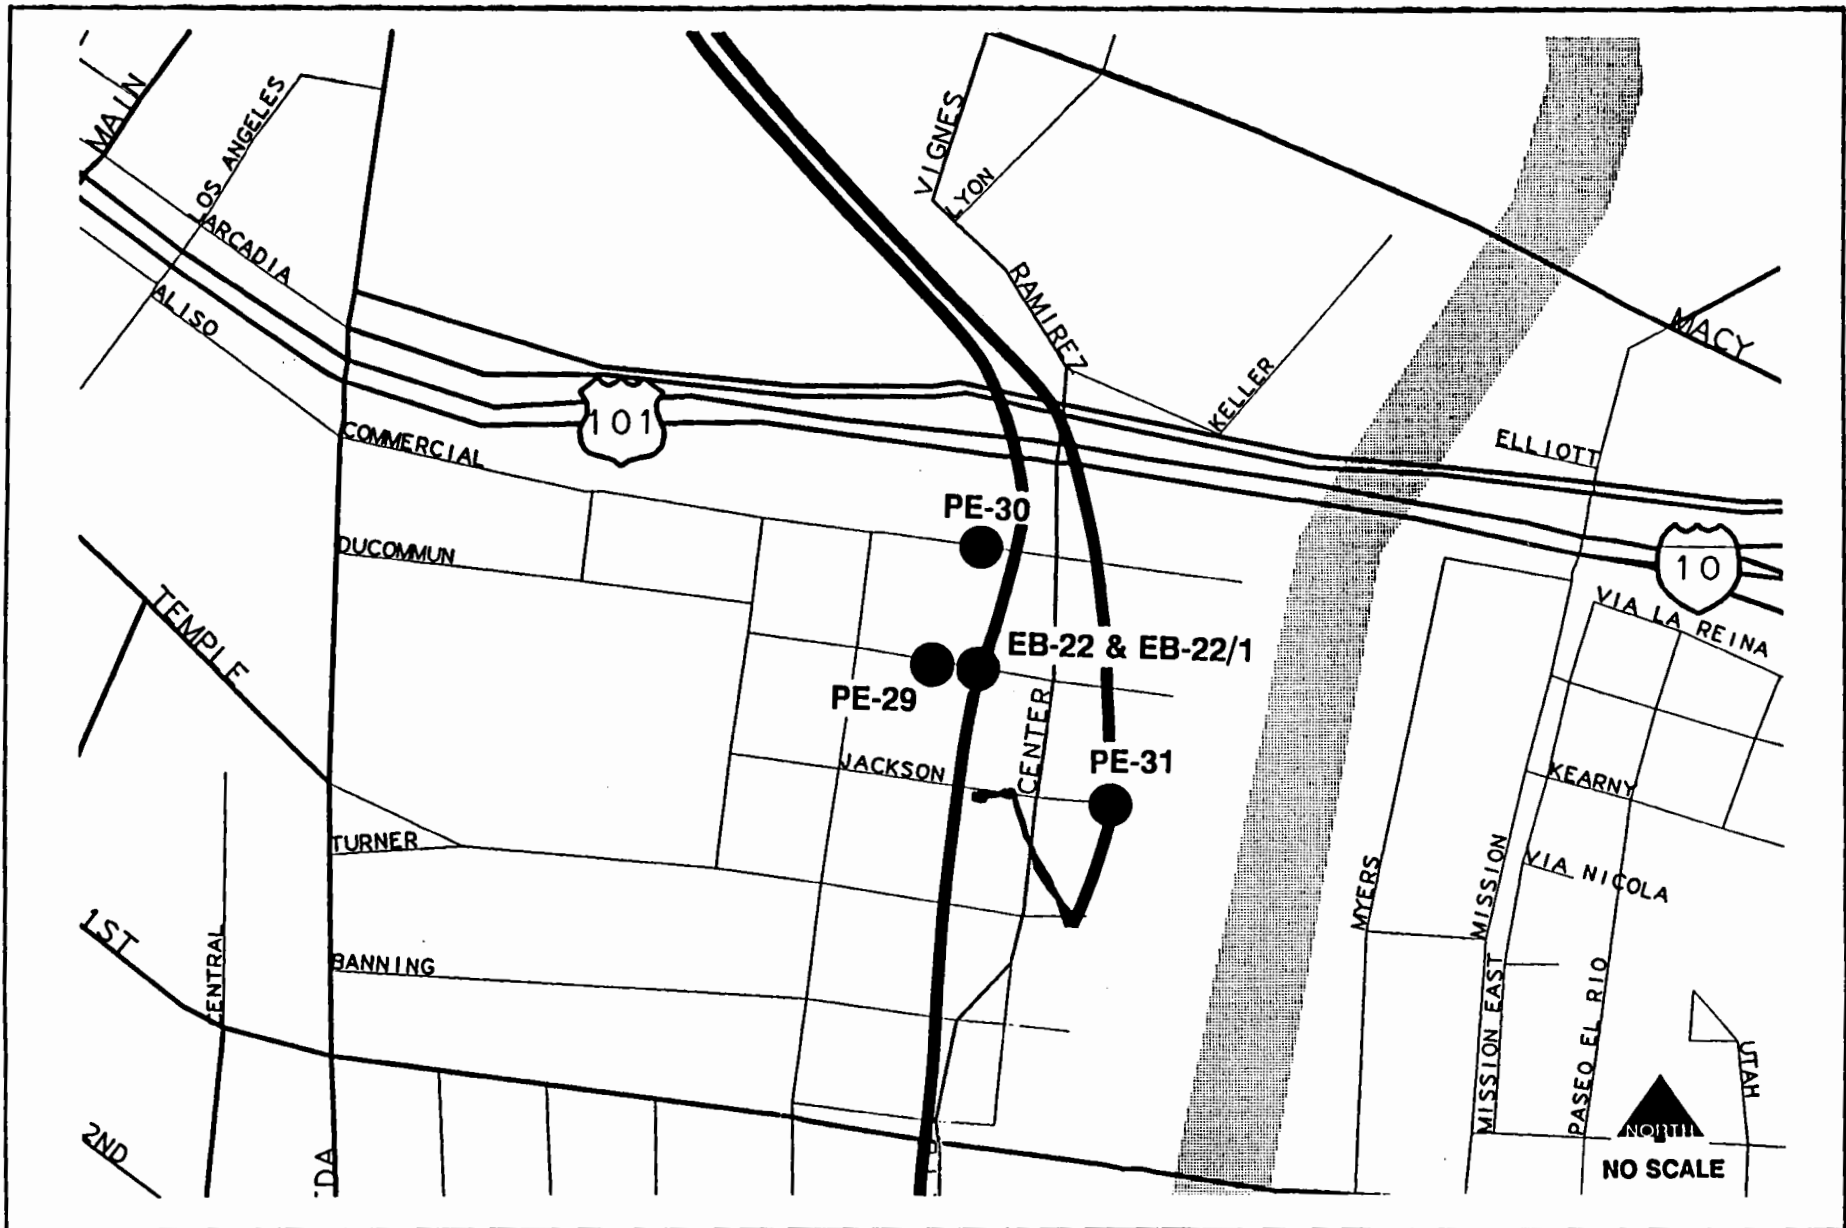 MAIN
LOS ANGELES
ARCADIA
ALISO
VIGNES
LYON
RAMIREZ
KELLER
MACY
ELLIOTT
101
COMMERCIAL
DUCOMMUN
PE-30
10
VIA LA REINA
TEMPLE
EB-22 & EB-22/1
PE-29
CENTER
JACKSON
PE-31
KEARNY
TURNER
MYERS
MISSION
VIA NICOLA
1ST
CENTRAL
BANNING
MISSION EAST
PASEO EL RIO
UTAH
2ND
DA
NORTH
NO SCALE